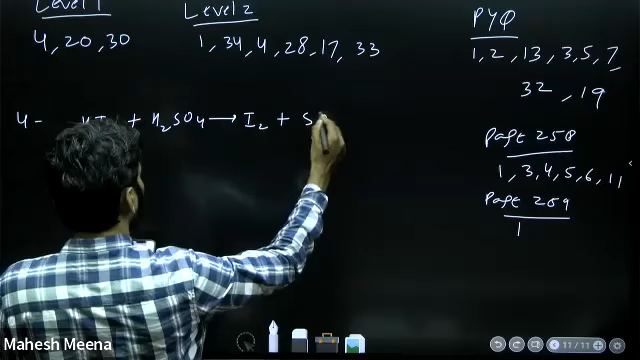 Level 1
4, 20, 30
Level 2
1, 34, 4, 28, 17, 33
PYQ
1, 2, 13, 3, 5, 7
32, 19
Page 258
1, 3, 4, 5, 6, 11
Page 259
1
4- + H₂SO₄ → I₂ + S
Mahesh Meena
11 / 11